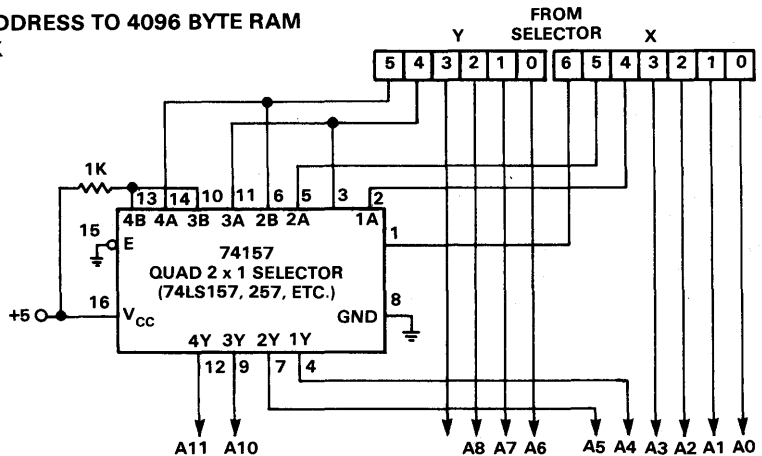 DDRESS TO 4096 BYTE RAM
FROM
SELECTOR
Y
X
5 4 3 2 1 0
6 5 4 3 2 1 0
1K
13 14 10 11 6 5 3 2
4B 4A 3B 3A 2B 2A 1A
15
E
1
74157
QUAD 2 x 1 SELECTOR
(74LS157, 257, ETC.)
+5
16
VCC
GND
8
4Y 3Y 2Y 1Y
12 9 7 4
A11 A10 A8 A7 A6 A5 A4 A3 A2 A1 A0